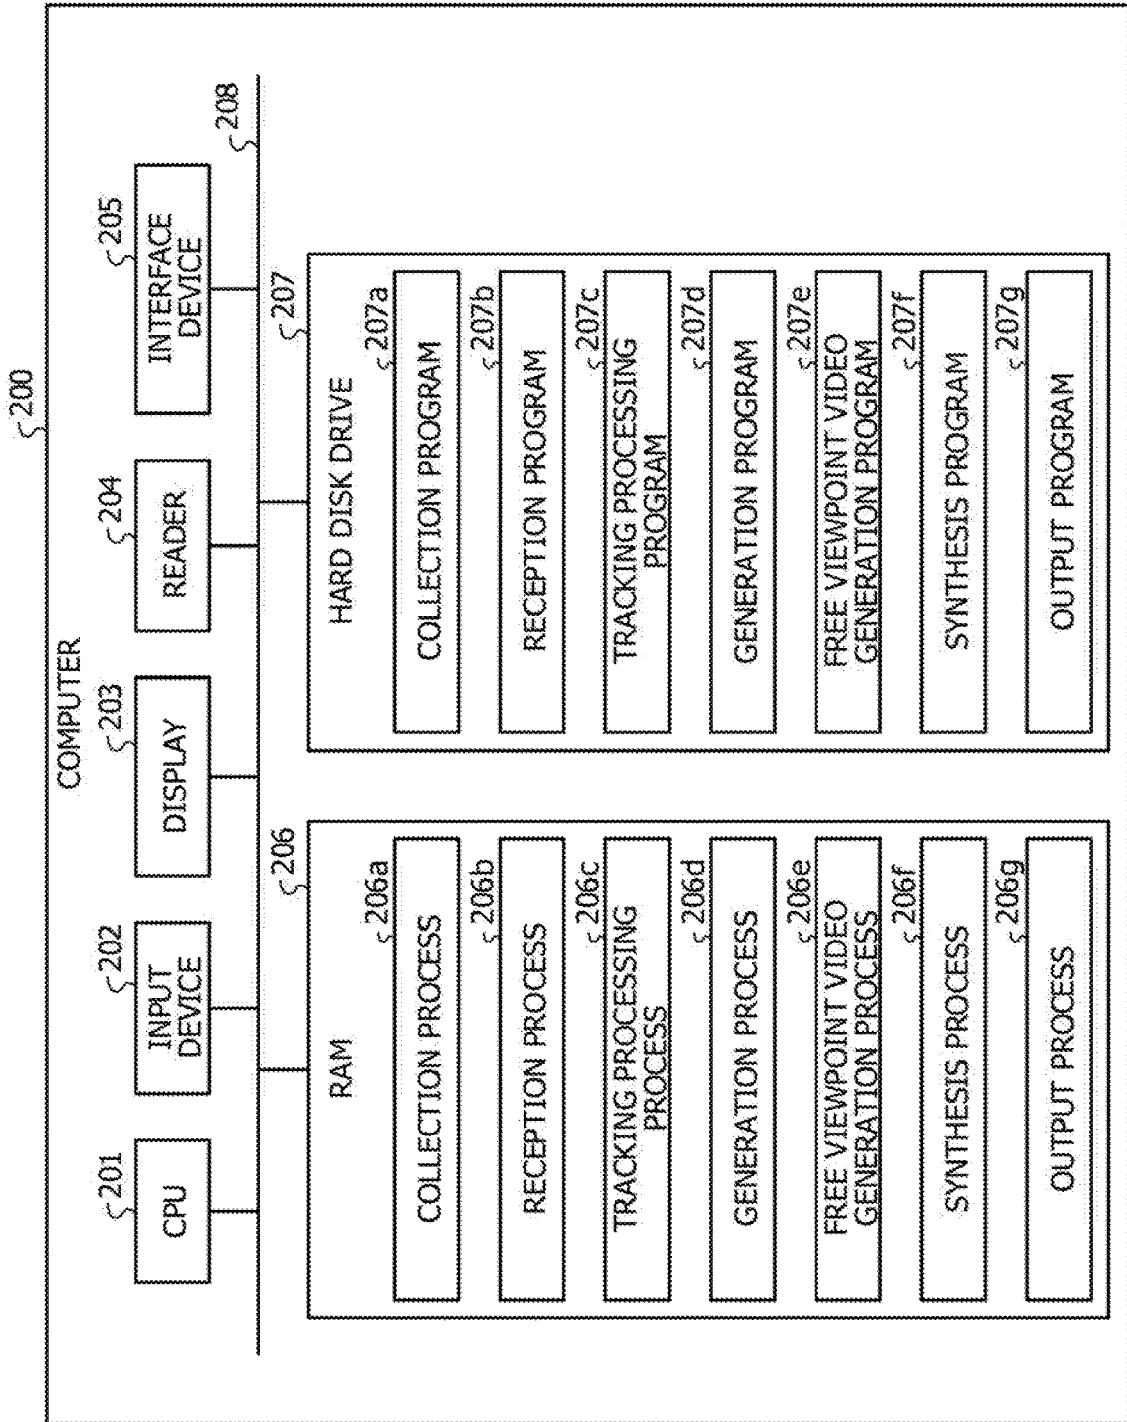 200
COMPUTER
201
CPU
202
INPUT
DEVICE
203
DISPLAY
204
READER
205
INTERFACE
DEVICE
208
206
RAM
206a
COLLECTION PROCESS
206b
RECEPTION PROCESS
206c
TRACKING PROCESSING
PROCESS
206d
GENERATION PROCESS
206e
FREE VIEWPOINT VIDEO
GENERATION PROCESS
206f
SYNTHESIS PROCESS
206g
OUTPUT PROCESS
207
HARD DISK DRIVE
207a
COLLECTION PROGRAM
207b
RECEPTION PROGRAM
207c
TRACKING PROCESSING
PROGRAM
207d
GENERATION PROGRAM
207e
FREE VIEWPOINT VIDEO
GENERATION PROGRAM
207f
SYNTHESIS PROGRAM
207g
OUTPUT PROGRAM